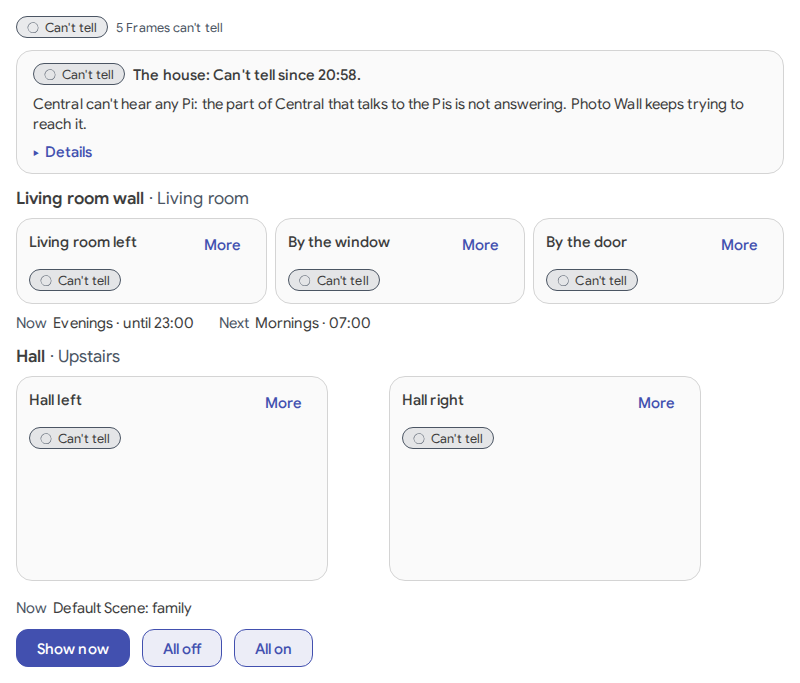 Can't tell 5 Frames can't tell
Can't tell The house: Can't tell since 20:58.
Central can't hear any Pi: the part of Central that talks to the Pis is not answering. Photo Wall keeps trying to
reach it.
▸ Details
Living room wall · Living room
Living room left More By the window More By the door More
Can't tell Can't tell Can't tell
Now Evenings · until 23:00 Next Mornings · 07:00
Hall · Upstairs
Hall left More Hall right More
Can't tell Can't tell
Now Default Scene: family
Show now All off All on